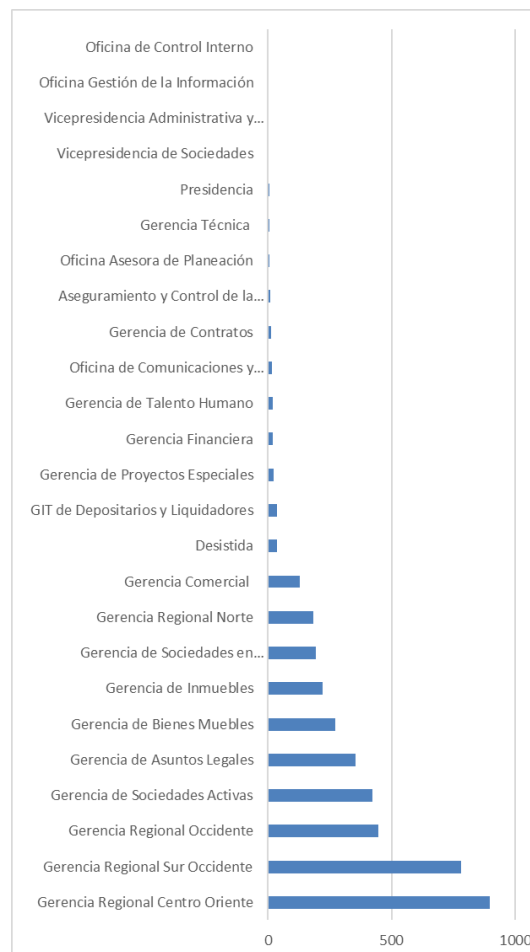 Oficina de Control Interno
Oficina Gestión de la Información
Vicepresidencia Administrativa y...
Vicepresidencia de Sociedades
Presidencia
Gerencia Técnica
Oficina Asesora de Planeación
Aseguramiento y Control de la...
Gerencia de Contratos
Oficina de Comunicaciones y...
Gerencia de Talento Humano
Gerencia Financiera
Gerencia de Proyectos Especiales
GIT de Depositarios y Liquidadores
Desistida
Gerencia Comercial
Gerencia Regional Norte
Gerencia de Sociedades en...
Gerencia de Inmuebles
Gerencia de Bienes Muebles
Gerencia de Asuntos Legales
Gerencia de Sociedades Activas
Gerencia Regional Occidente
Gerencia Regional Sur Occidente
Gerencia Regional Centro Oriente
0 500 1000